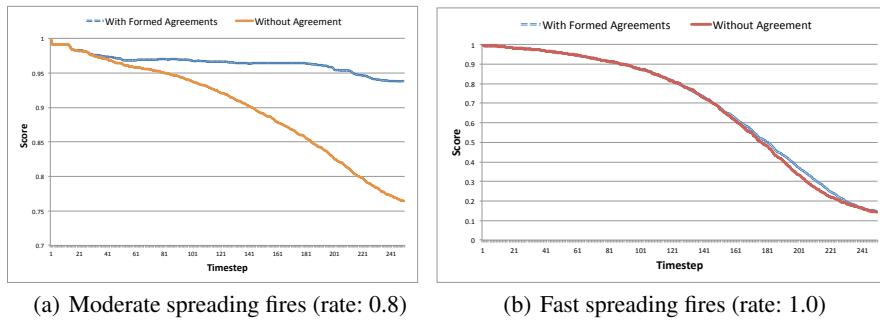 With Formed Agreements Without Agreement
1
0.95
0.9
0.85
0.8
0.75
0.7
Score
1 21 41 61 81 101 121 141 161 181 201 221 241
Timestep
(a) Moderate spreading fires (rate: 0.8)
With Formed Agreements Without Agreement
1
0.9
0.8
0.7
0.6
0.5
0.4
0.3
0.2
0.1
0
Score
1 21 41 61 81 101 121 141 161 181 201 221 241
Timestep
(b) Fast spreading fires (rate: 1.0)